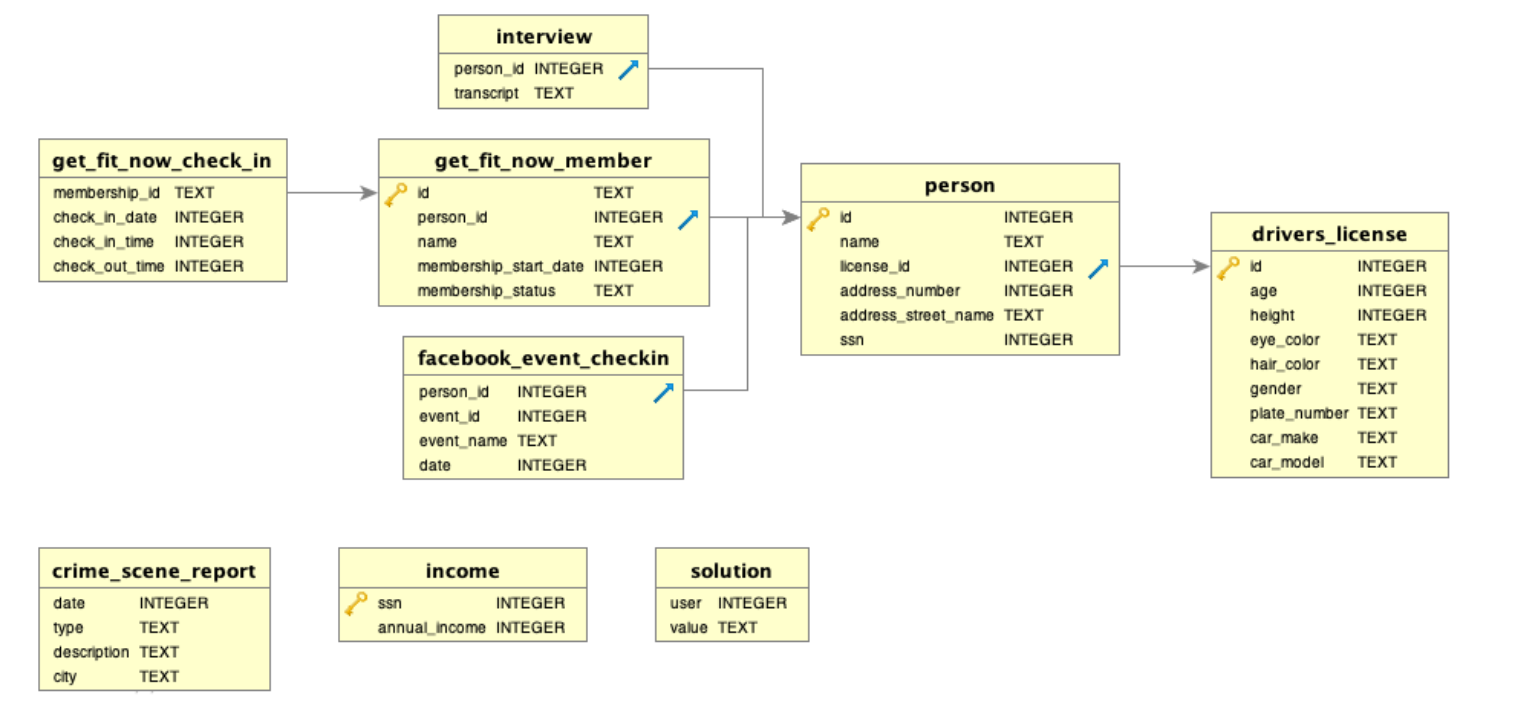 interview
person_id INTEGER
transcript TEXT
get_fit_now_check_in
membership_id TEXT
check_in_date INTEGER
check_in_time INTEGER
check_out_time INTEGER
get_fit_now_member
id TEXT
person_id INTEGER
name TEXT
membership_start_date INTEGER
membership_status TEXT
person
id INTEGER
name TEXT
license_id INTEGER
address_number INTEGER
address_street_name TEXT
ssn INTEGER
drivers_license
id INTEGER
age INTEGER
height INTEGER
eye_color TEXT
hair_color TEXT
gender TEXT
plate_number TEXT
car_make TEXT
car_model TEXT
facebook_event_checkin
person_id INTEGER
event_id INTEGER
event_name TEXT
date INTEGER
crime_scene_report
date INTEGER
type TEXT
description TEXT
city TEXT
income
ssn INTEGER
annual_income INTEGER
solution
user INTEGER
value TEXT